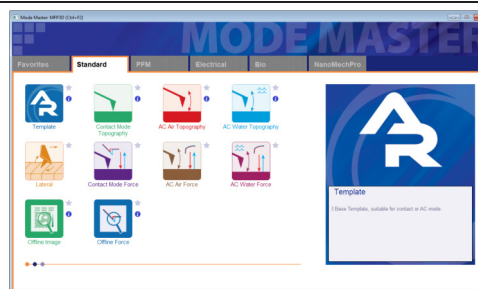 Mode Master: MFP3D (Ctrl+F2)
MODE MASTER
Favorites
Standard
PFM
Electrical
Bio
NanoMechPro
Template
Contact Mode
Topography
AC Air Topography
AC Water Topography
Lateral
Contact Mode Force
AC Air Force
AC Water Force
Offline Image
Offline Force
Template
Base Template, suitable for contact or AC mode.